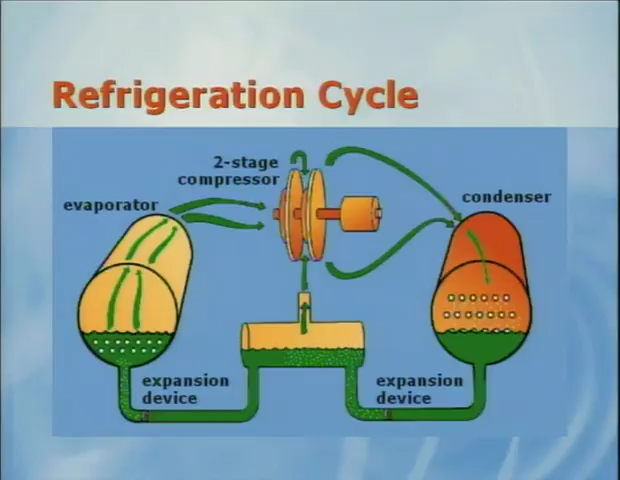 Refrigeration Cycle
2-stage
compressor
condenser
evaporator
expansion
device
expansion
device